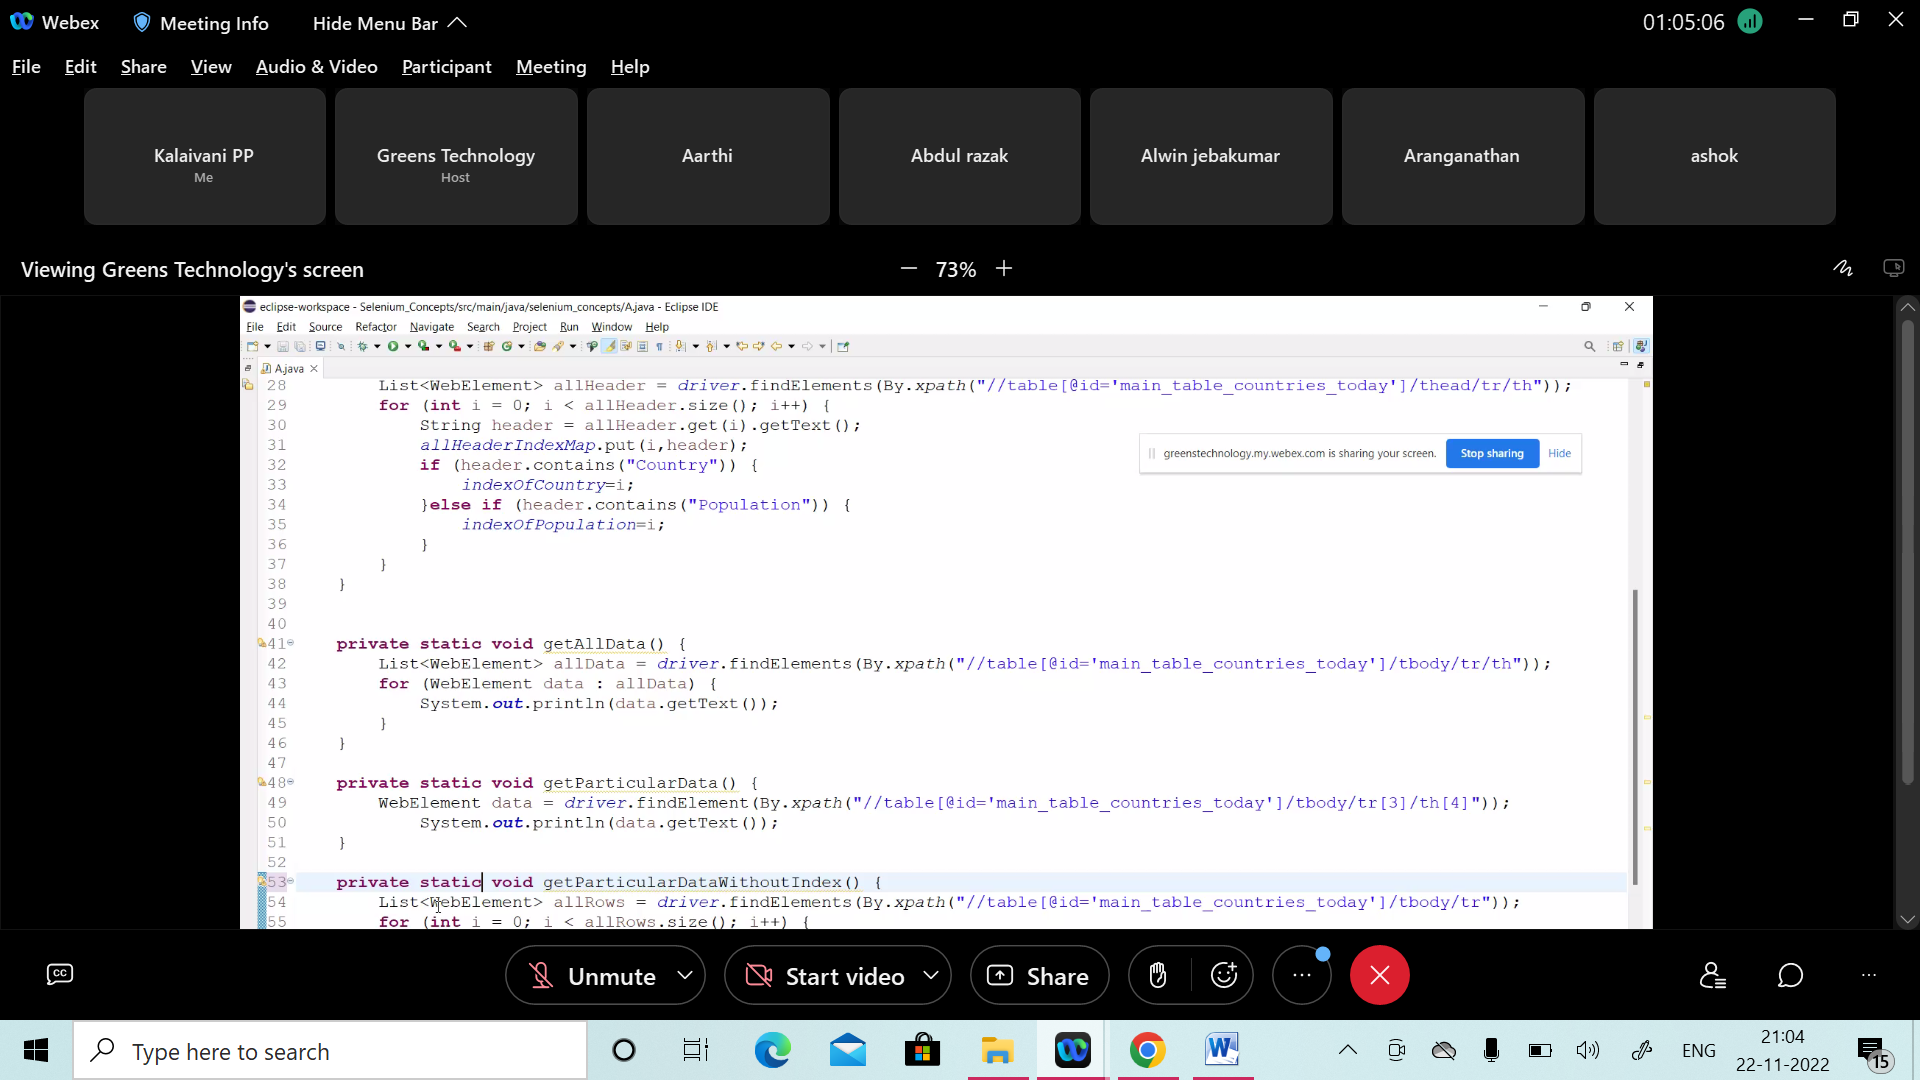 Webex Meeting Info Hide Menu Bar 01:05:06
File Edit Share View Audio & Video Participant Meeting Help
Kalaivani PP
Me
Greens Technology
Host
Aarthi
Abdul razak
Alwin jebakumar
Aranganathan
ashok
Viewing Greens Technology's screen 73%
eclipse-workspace - Selenium_Concepts/src/main/java/selenium_concepts/A.java - Eclipse IDE
File Edit Source Refactor Navigate Search Project Run Window Help
A.java
28 List<WebElement> allHeader = driver.findElements(By.xpath("//table[@id='main_table_countries_today']/thead/tr/th"));
29 for (int i = 0; i < allHeader.size(); i++) {
30 String header = allHeader.get(i).getText();
31 allHeaderIndexMap.put(i,header);
greenstechnology.my.webex.com is sharing your screen. Stop sharing Hide
32 if (header.contains("Country")) {
33 indexOfCountry=i;
34 }else if (header.contains("Population")) {
35 indexOfPopulation=i;
36 }
37 }
38 }
39
40
41 private static void getAllData() {
42 List<WebElement> allData = driver.findElements(By.xpath("//table[@id='main_table_countries_today']/tbody/tr/th"));
43 for (WebElement data : allData) {
44 System.out.println(data.getText());
45 }
46 }
47
48 private static void getParticularData() {
49 WebElement data = driver.findElement(By.xpath("//table[@id='main_table_countries_today']/tbody/tr[3]/th[4]"));
50 System.out.println(data.getText());
51 }
52
53 private static void getParticularDataWithoutIndex() {
54 List<WebElement> allRows = driver.findElements(By.xpath("//table[@id='main_table_countries_today']/tbody/tr"));
55 for (int i = 0; i < allRows.size(); i++) {
CC Unmute Start video Share
Type here to search ENG 21:04
22-11-2022 15